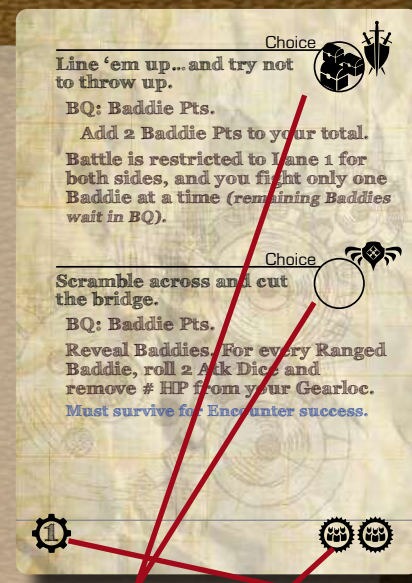 Choice
Line ‘em up... and try not
to throw up.
BQ: Baddie Pts.
Add 2 Baddie Pts to your total.
Battle is restricted to Lane 1 for
both sides, and you fight only one
Baddie at a time (remaining Baddies
wait in BQ).
Choice
Scramble across and cut
the bridge.
BQ: Baddie Pts.
Reveal Baddies. For every Ranged
Baddie, roll 2 Atk Dice and
remove # HP from your Gearloc.
Must survive for Encounter success.
1